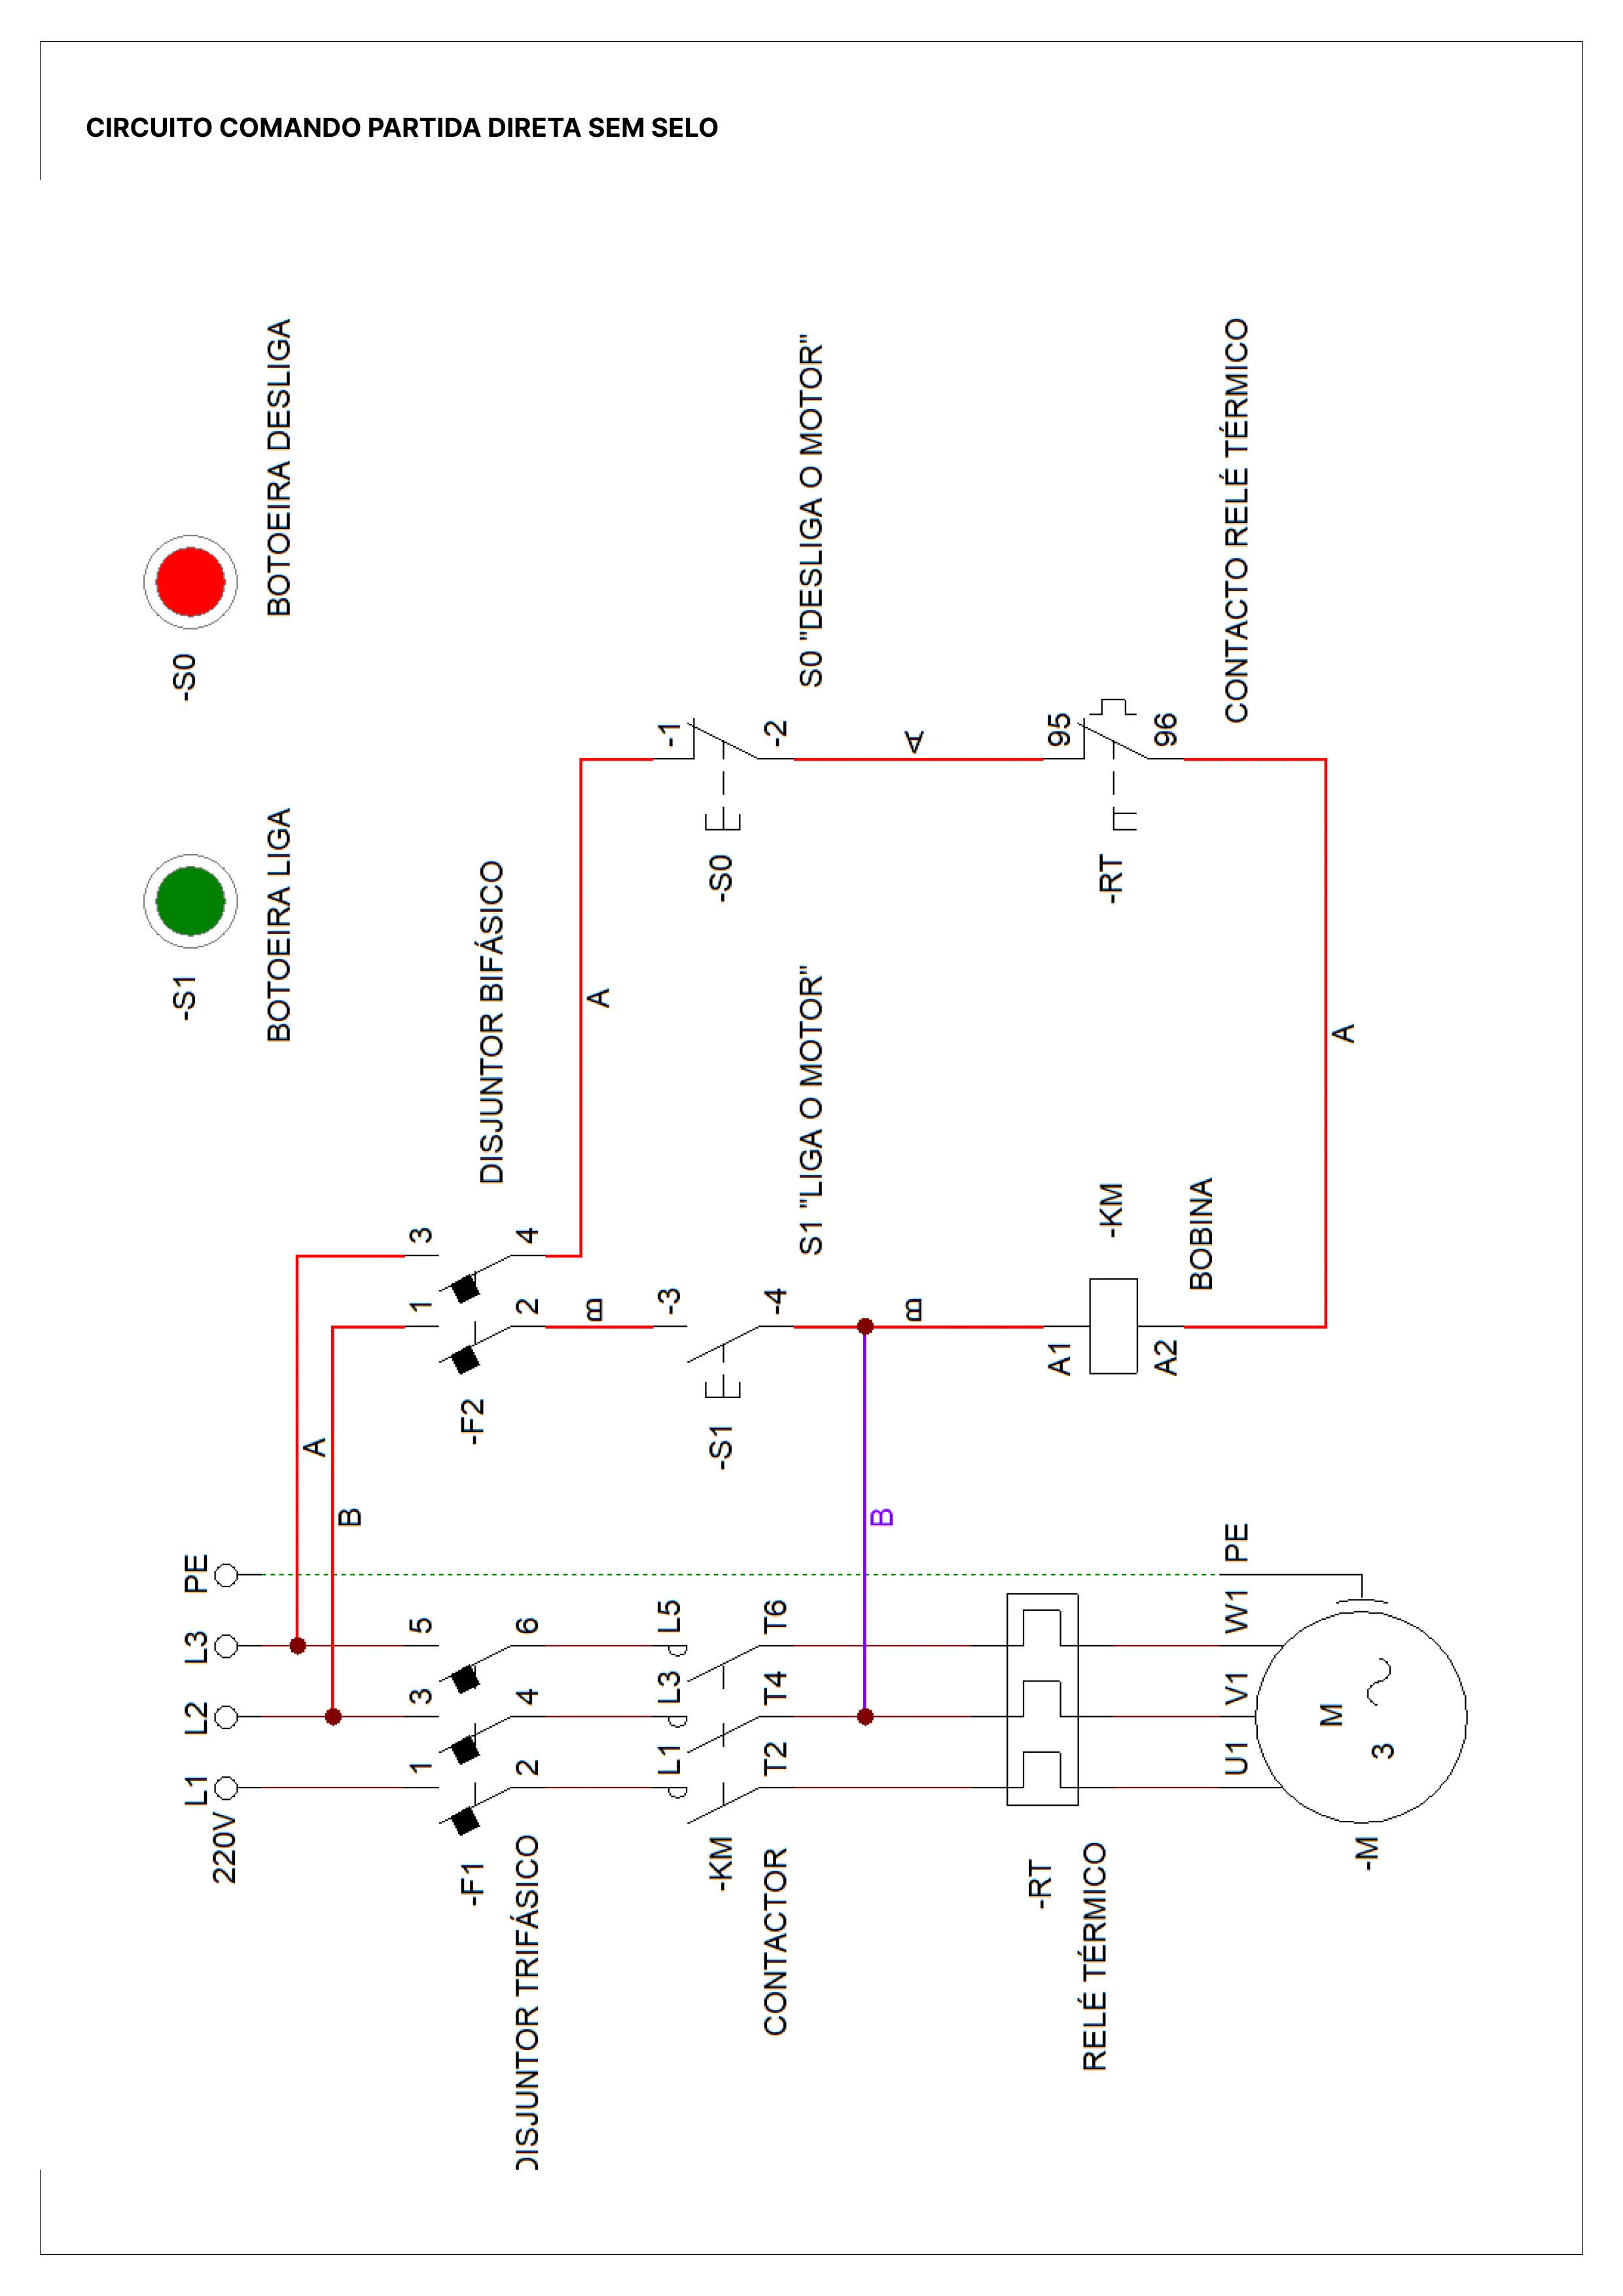 CIRCUITO COMANDO PARTIDA DIRETA SEM SELO
L1 L2 L3 PE
-S1
-S0
220V
BOTOEIRA LIGA
BOTOEIRA DESLIGA
A
B
1 3 5
1 3
-F1
-F2
DISJUNTOR BIFÁSICO
DISJUNTOR TRIFÁSICO
2 4 6
2 4
B
A
L1 L3 L5
-3
-1
-KM
-S1
-S0
CONTACTOR
T2 T4 T6
-4
-2
S1 "LIGA O MOTOR"
S0 "DESLIGA O MOTOR"
B
B
A
-RT
A1
95
RELÉ TÉRMICO
-KM
-RT
A2
96
BOBINA
U1 V1 W1 PE
CONTACTO RELÉ TÉRMICO
M
A
-M
3